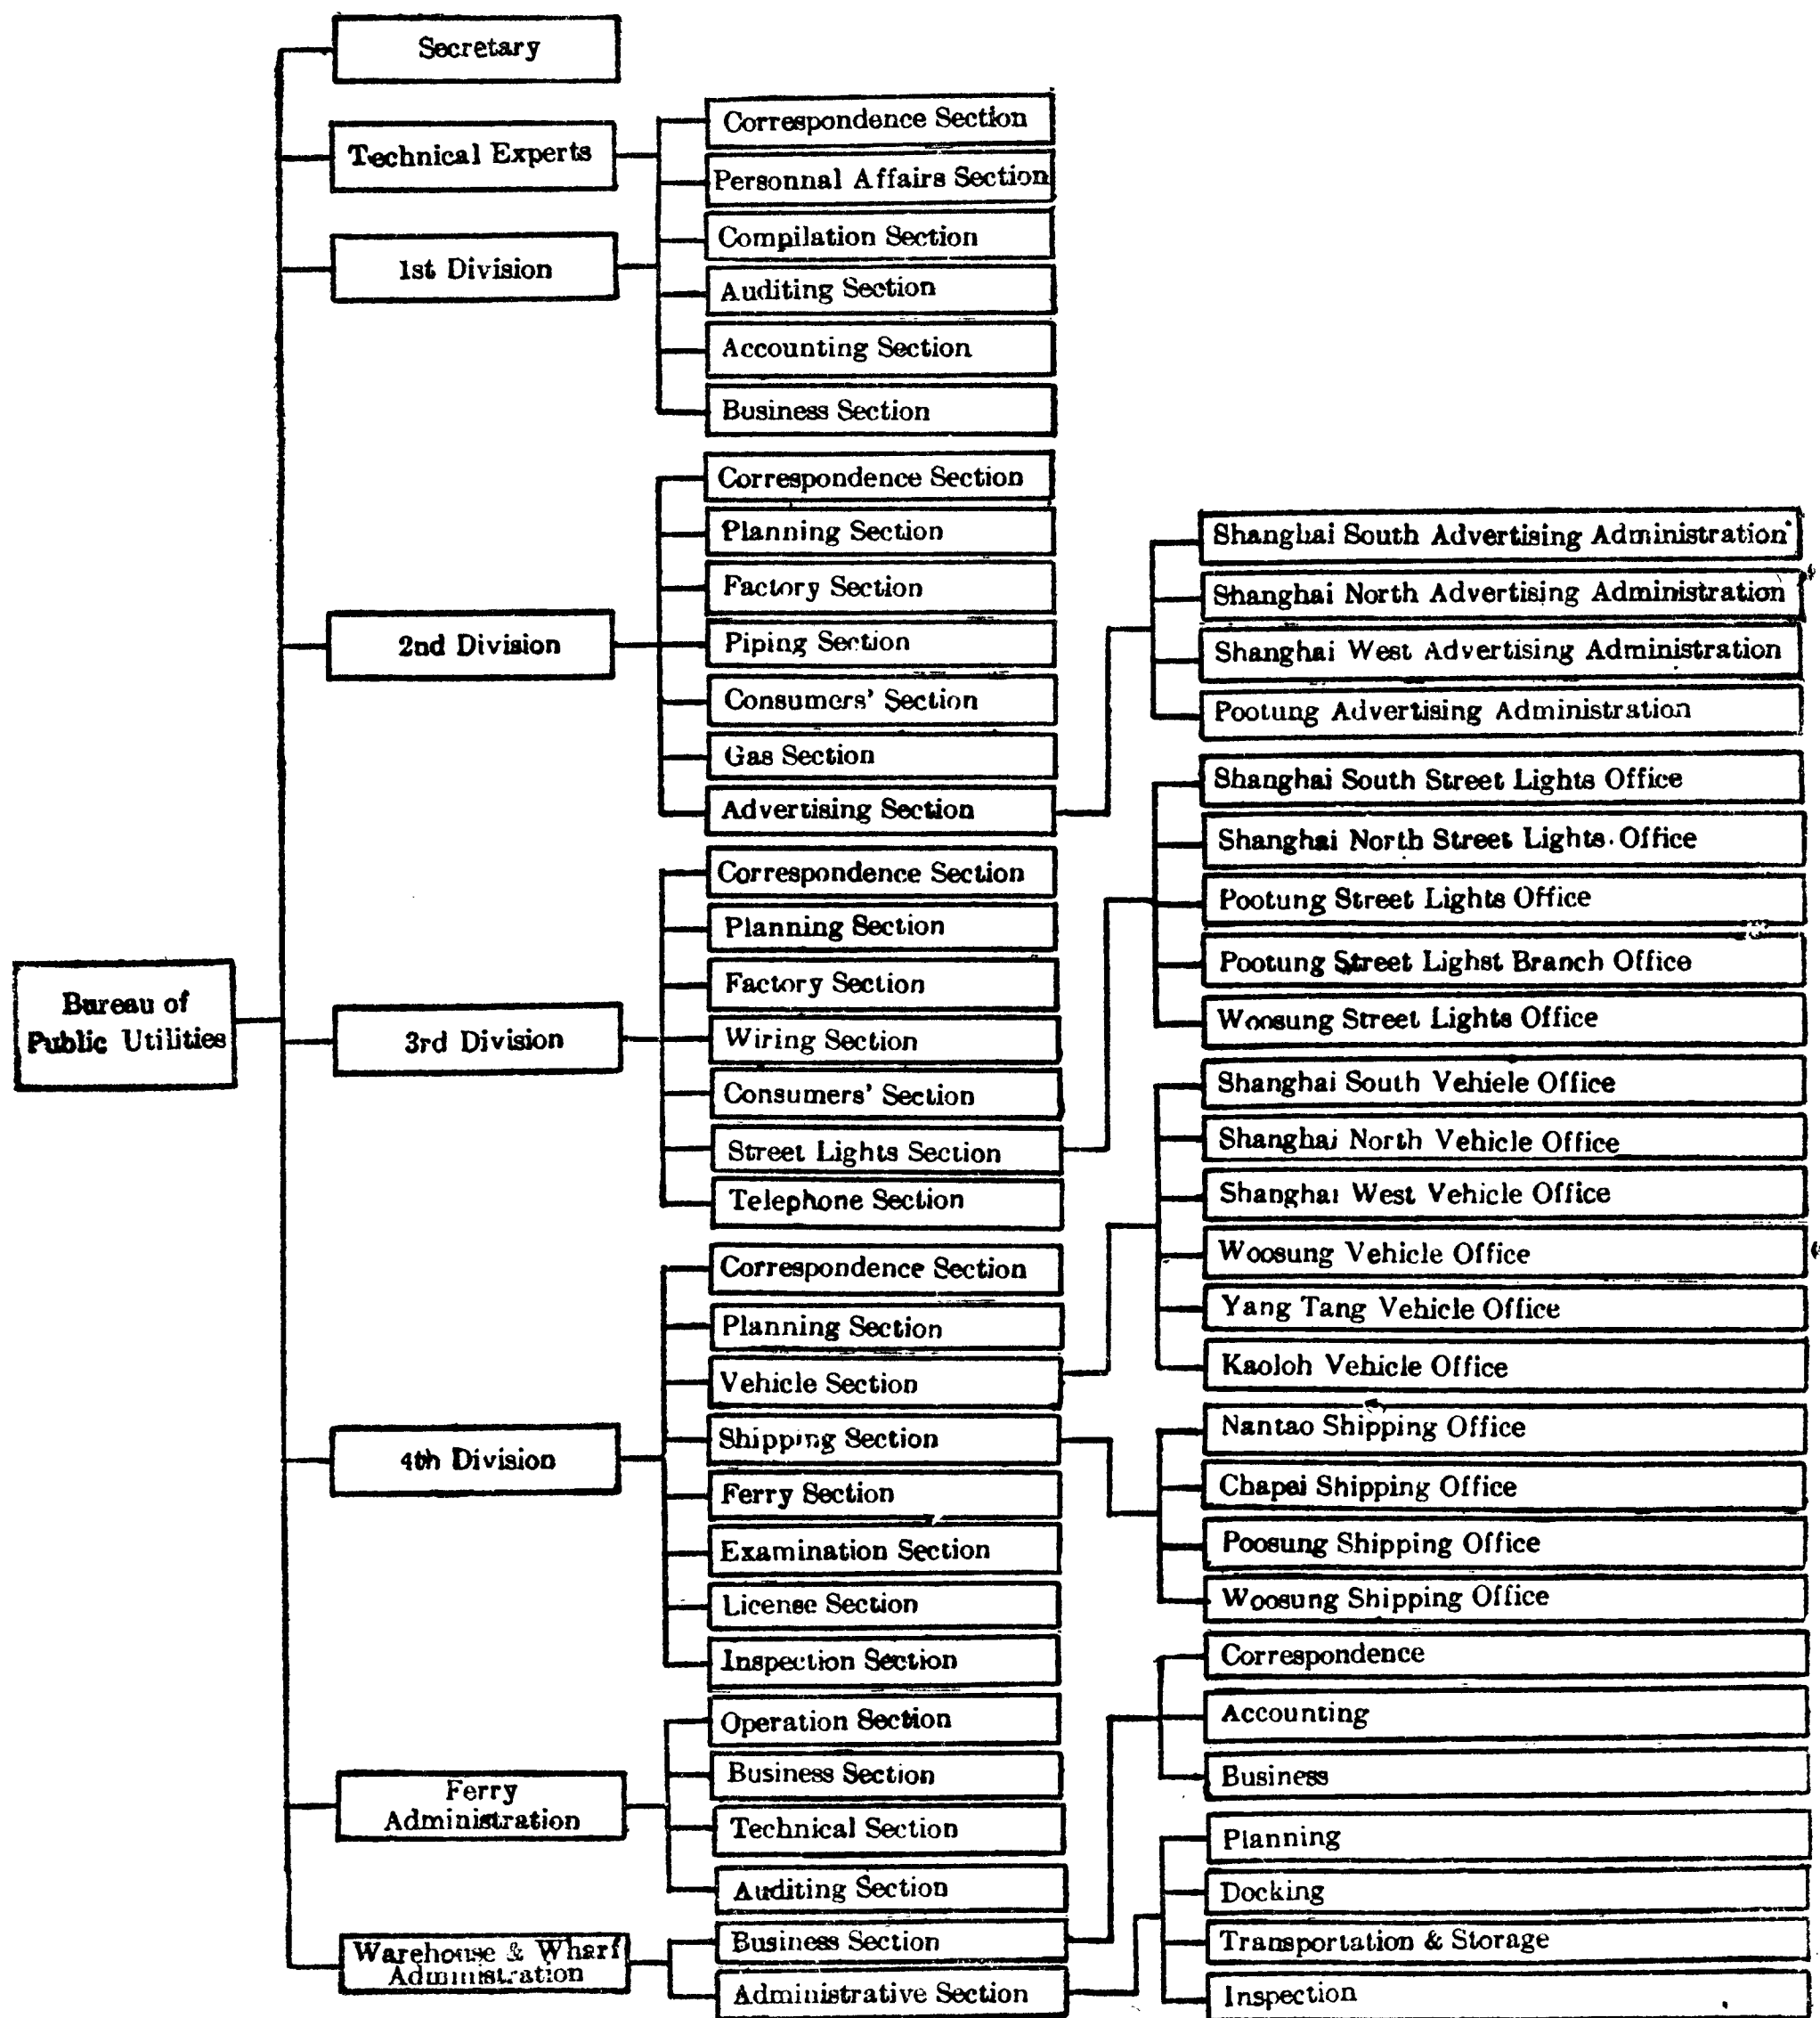 Secretary
Technical Experts
1st Division
Correspondence Section
Personnal Affairs Section
Compilation Section
Auditing Section
Accounting Section
Business Section
2nd Division
Correspondence Section
Planning Section
Factory Section
Piping Section
Consumers' Section
Gas Section
Advertising Section
Shanghai South Advertising Administration
Shanghai North Advertising Administration
Shanghai West Advertising Administration
Pootung Advertising Administration
Bureau of
Public Utilities
3rd Division
Correspondence Section
Planning Section
Factory Section
Wiring Section
Consumers' Section
Street Lights Section
Telephone Section
Shanghai South Street Lights Office
Shanghai North Street Lights Office
Pootung Street Lights Office
Pootung Street Lighst Branch Office
Woosung Street Lights Office
4th Division
Correspondence Section
Planning Section
Vehicle Section
Shipping Section
Ferry Section
Examination Section
License Section
Inspection Section
Shanghai South Vehiele Office
Shanghai North Vehicle Office
Shanghai West Vehicle Office
Woosung Vehicle Office
Yang Tang Vehicle Office
Kaoloh Vehicle Office
Nantao Shipping Office
Chapei Shipping Office
Poosung Shipping Office
Woosung Shipping Office
Ferry
Administration
Operation Section
Business Section
Technical Section
Auditing Section
Warehouse & Wharf
Administration
Business Section
Administrative Section
Correspondence
Accounting
Business
Planning
Docking
Transportation & Storage
Inspection